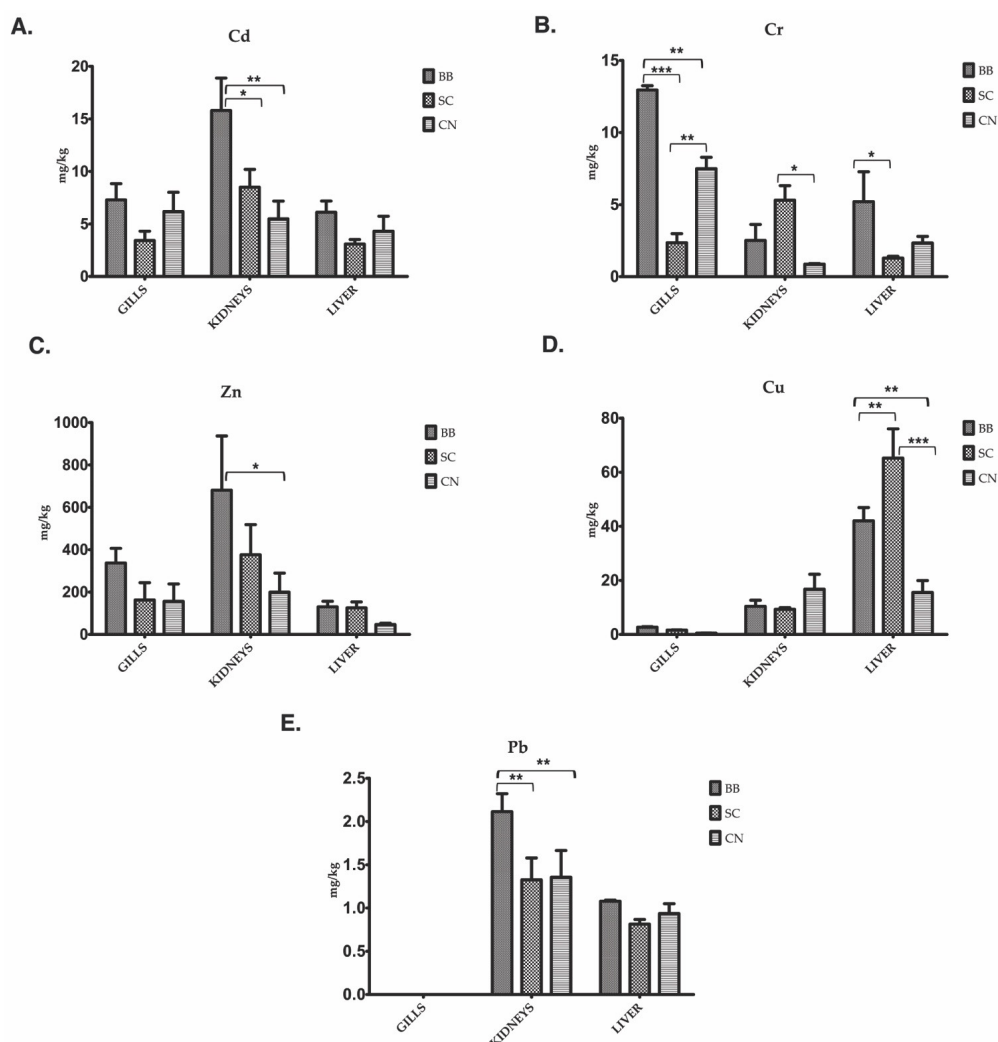 A.
Cd
mg/kg
20
15
10
5
0
**
*
BB
SC
CN
GILLS
KIDNEYS
LIVER
B.
Cr
mg/kg
15
10
5
0
**
***
**
*
*
BB
SC
CN
GILLS
KIDNEYS
LIVER
C.
Zn
mg/kg
1000
800
600
400
200
0
*
BB
SC
CN
GILLS
KIDNEYS
LIVER
D.
Cu
mg/kg
80
60
40
20
0
**
**
***
BB
SC
CN
GILLS
KIDNEYS
LIVER
E.
Pb
mg/kg
2.5
2.0
1.5
1.0
0.5
0.0
**
**
BB
SC
CN
GILLS
KIDNEYS
LIVER